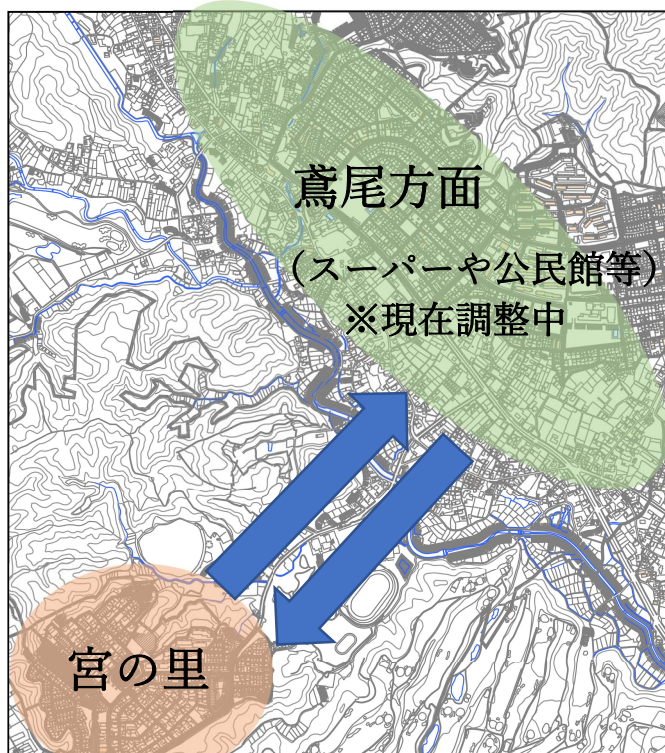 鳶尾方面
（スーパーや公民館等）
※現在調整中
宮の里